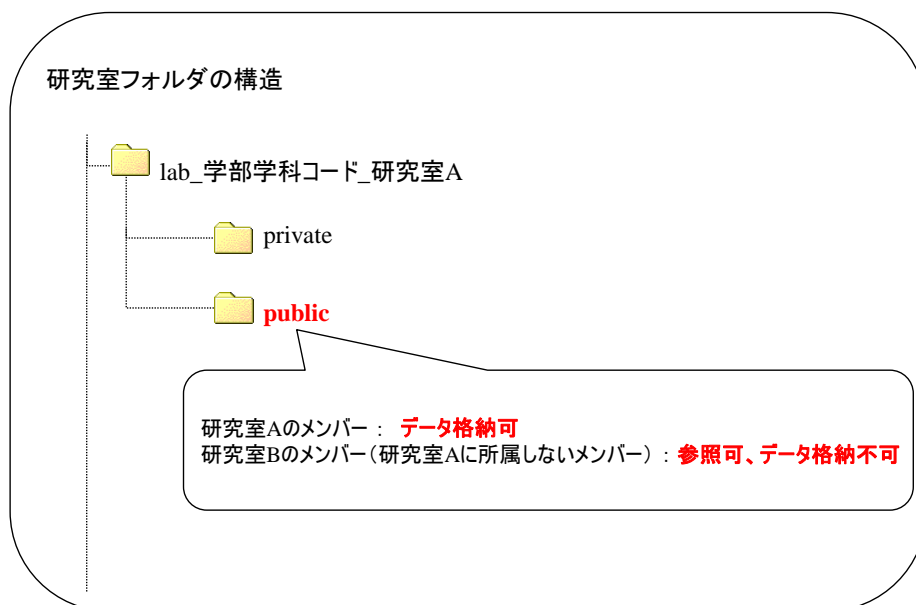 研究室フォルダの構造
lab_学部学科コード_研究室A
private
public
研究室Aのメンバー： データ格納可
研究室Bのメンバー（研究室Aに所属しないメンバー）：参照可、データ格納不可